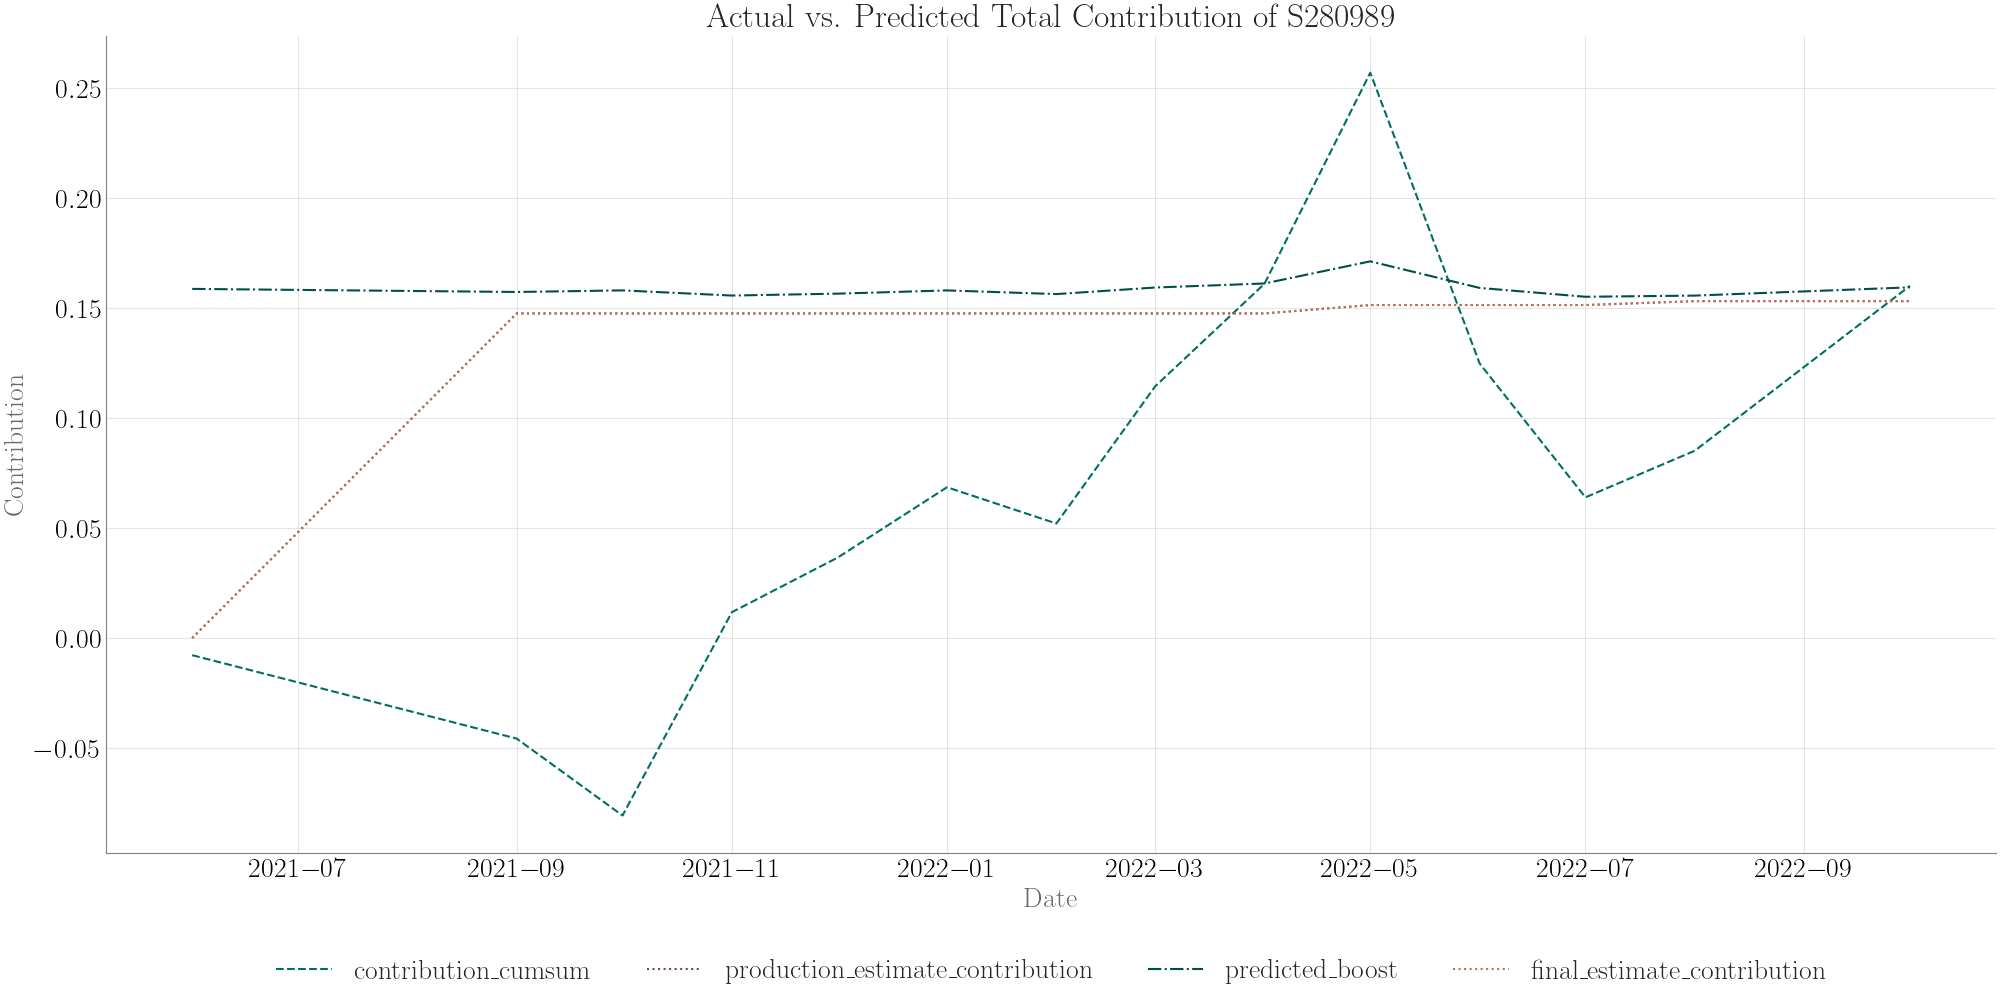 Actual vs. Predicted Total Contribution of S280989
Contribution
0.25
0.20
0.15
0.10
0.05
0.00
−0.05
2021−07 2021−09 2021−11 2022−01 2022−03 2022−05 2022−07 2022−09
Date
contribution_cumsum production_estimate_contribution predicted_boost final_estimate_contribution